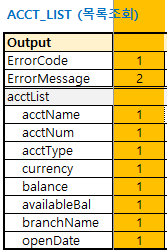 ACCT_LIST (목록조회)
Output
ErrorCode 1
ErrorMessage 2
acctList
acctName 1
acctNum 1
acctType 1
currency 1
balance 1
availableBal 1
branchName 1
openDate 1